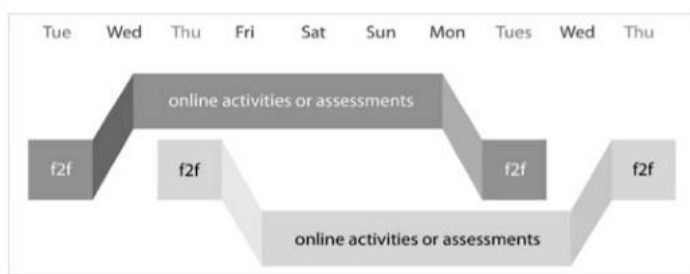 Tue Wed Thu Fri Sat Sun Mon Tues Wed Thu
online activities or assessments
f2f f2f f2f f2f
online activities or assessments